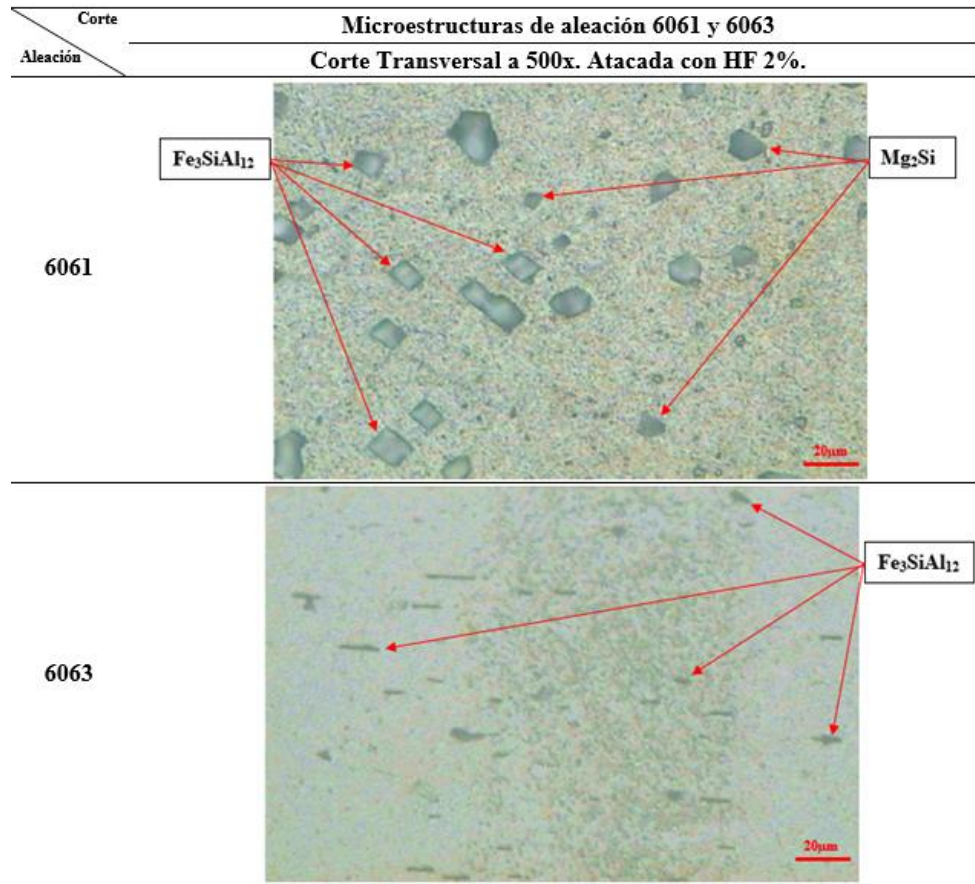 Corte
Aleación
Microestructuras de aleación 6061 y 6063
Corte Transversal a 500x. Atacada con HF 2%.
6061
Fe₃SiAl₁₂
Mg₂Si
20µm
6063
Fe₃SiAl₁₂
20µm